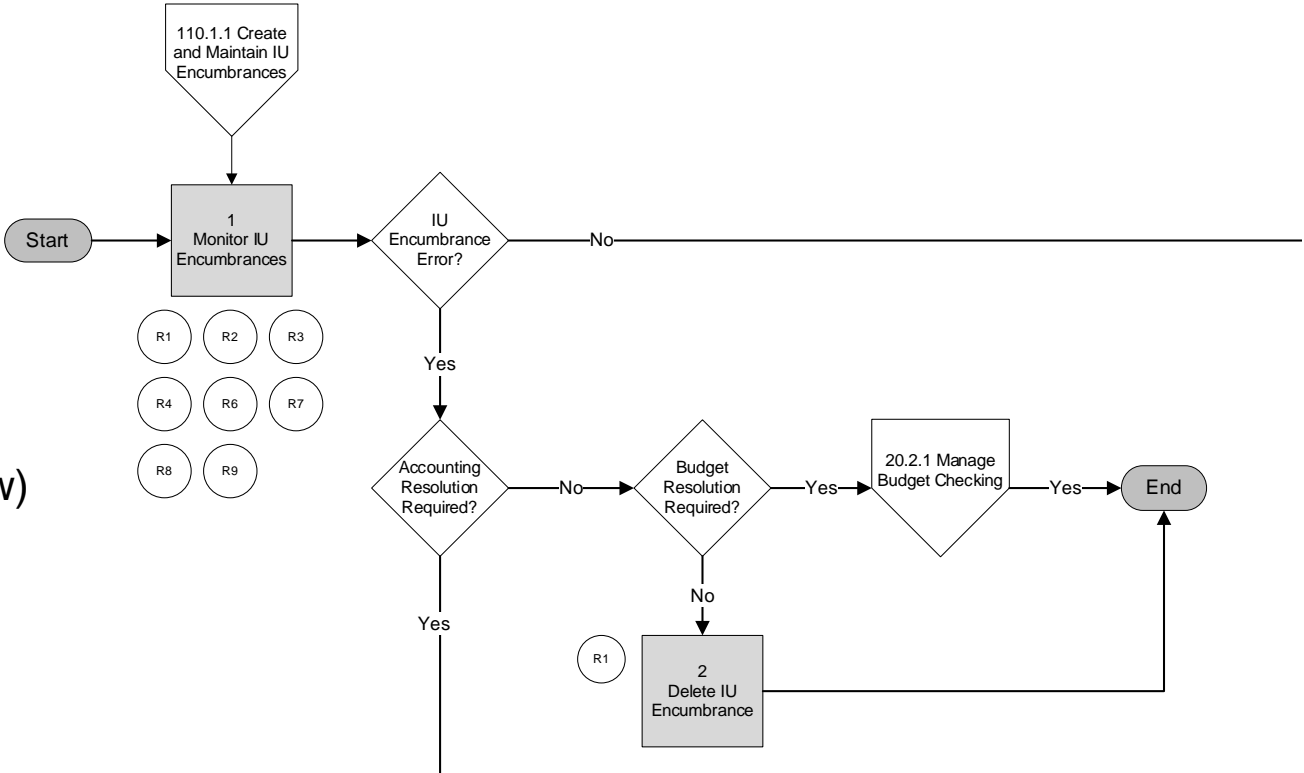 110.1.1 Create
and Maintain IU
Encumbrances
Start
1
Monitor IU
Encumbrances
IU
Encumbrance
Error?
No
R1
R2
R3
R4
R6
R7
R8
R9
Yes
w)
Accounting
Resolution
Required?
No
Budget
Resolution
Required?
Yes
20.2.1 Manage
Budget Checking
Yes
End
Yes
No
R1
2
Delete IU
Encumbrance